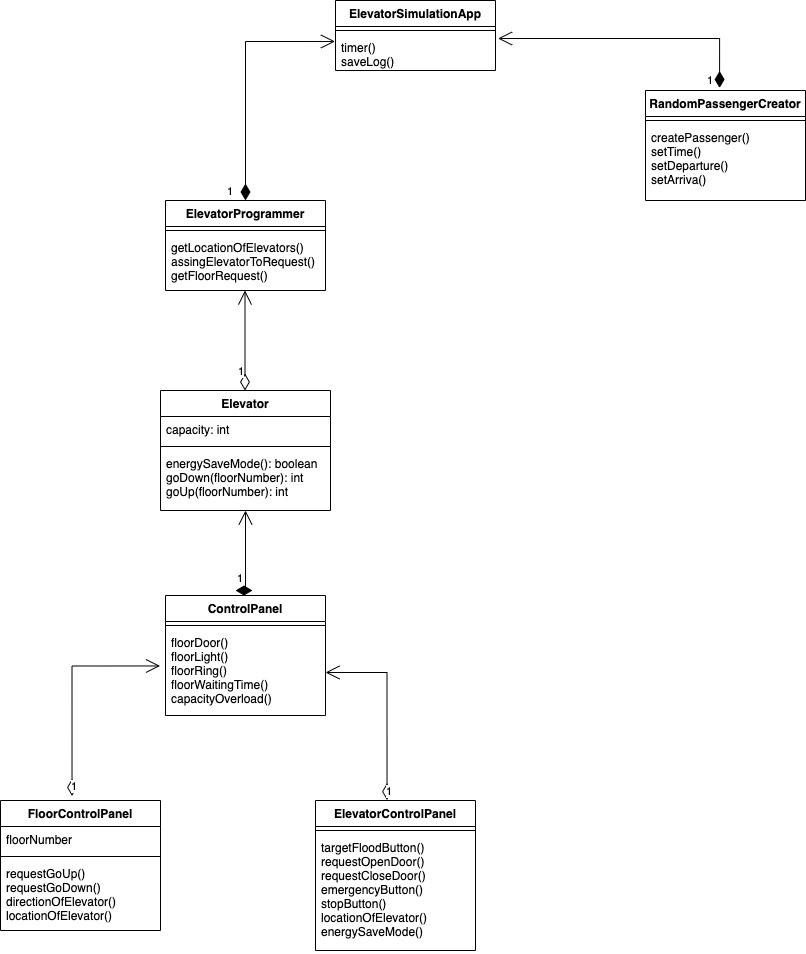 ElevatorSimulationApp
timer()
saveLog()
1
RandomPassengerCreator
createPassenger()
setTime()
setDeparture()
setArriva()
1
ElevatorProgrammer
getLocationOfElevators()
assingElevatorToRequest()
getFloorRequest()
1
Elevator
capacity: int
energySaveMode(): boolean
goDown(floorNumber): int
goUp(floorNumber): int
1
ControlPanel
floorDoor()
floorLight()
floorRing()
floorWaitingTime()
capacityOverload()
1
FloorControlPanel
floorNumber
requestGoUp()
requestGoDown()
directionOfElevator()
locationOfElevator()
1
ElevatorControlPanel
targetFloodButton()
requestOpenDoor()
requestCloseDoor()
emergencyButton()
stopButton()
locationOfElevator()
energySaveMode()